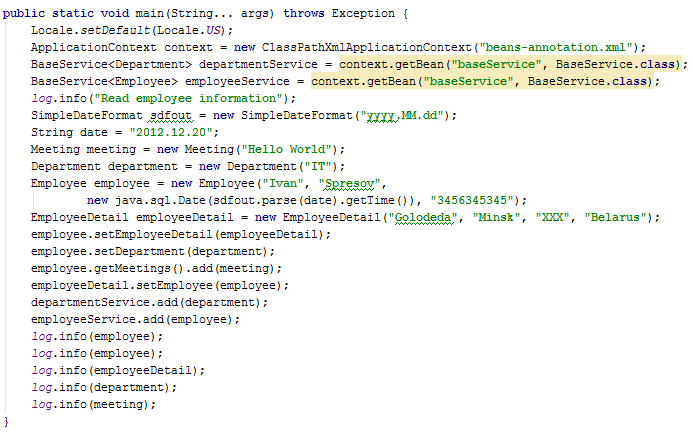 public static void main(String... args) throws Exception {
    Locale.setDefault(Locale.US);
    ApplicationContext context = new ClassPathXmlApplicationContext("beans-annotation.xml");
    BaseService<Department> departmentService = context.getBean("baseService", BaseService.class);
    BaseService<Employee> employeeService = context.getBean("baseService", BaseService.class);
    log.info("Read employee information");
    SimpleDateFormat sdfout = new SimpleDateFormat("yyyy.MM.dd");
    String date = "2012.12.20";
    Meeting meeting = new Meeting("Hello World");
    Department department = new Department("IT");
    Employee employee = new Employee("Ivan", "Spresov",
            new java.sql.Date(sdfout.parse(date).getTime()), "3456345345");
    EmployeeDetail employeeDetail = new EmployeeDetail("Golodeda", "Minsk", "XXX", "Belarus");
    employee.setEmployeeDetail(employeeDetail);
    employee.setDepartment(department);
    employee.getMeetings().add(meeting);
    employeeDetail.setEmployee(employee);
    departmentService.add(department);
    employeeService.add(employee);
    log.info(employee);
    log.info(employee);
    log.info(employeeDetail);
    log.info(department);
    log.info(meeting);
}